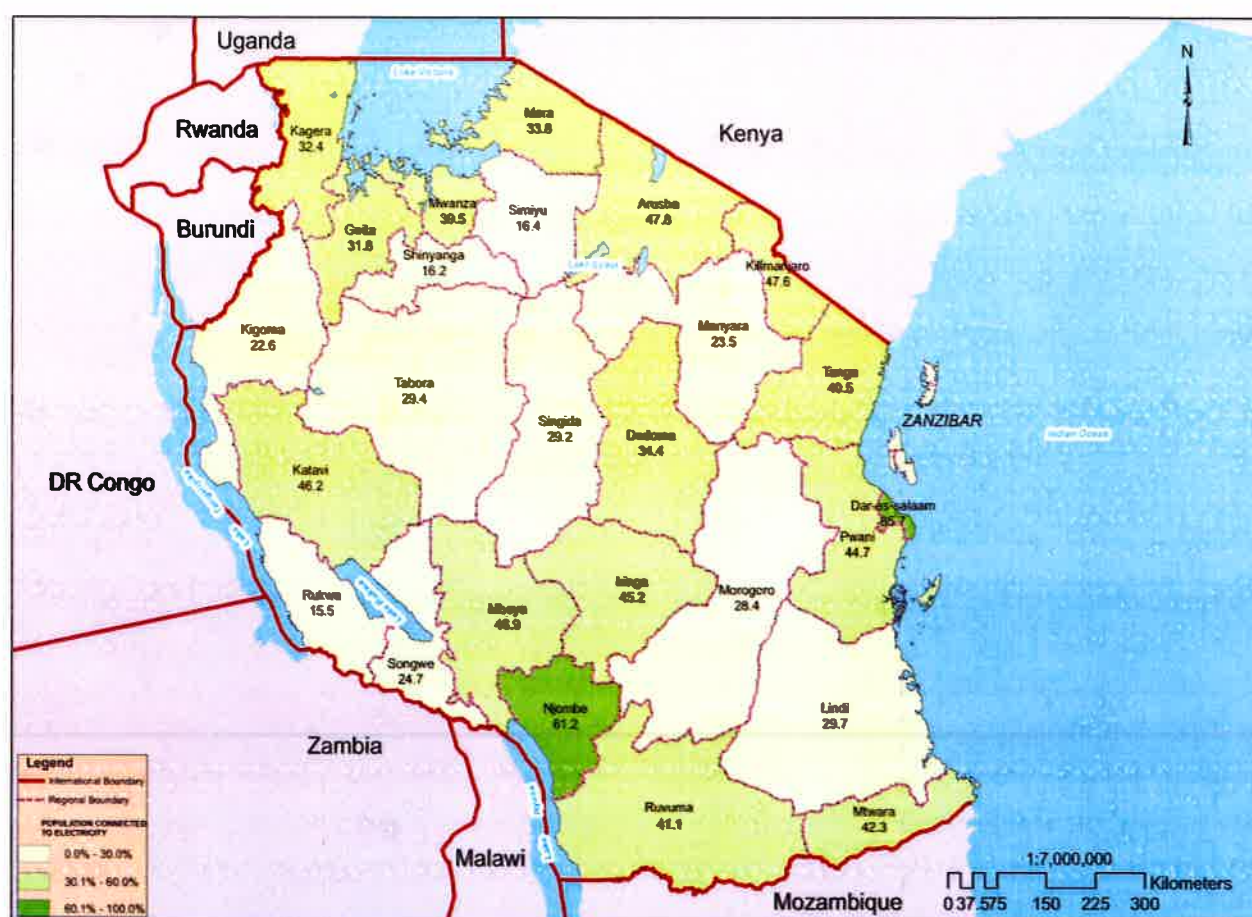 Uganda
N
Lake Victoria
Rwanda
Kagera
32.4
Mara
33.8
Kenya
Burundi
Geita
31.8
Mwanza
39.5
Simiyu
16.4
Arusha
47.8
Shinyanga
16.2
Kilimanjaro
47.6
Kigoma
22.6
Manyara
23.5
Tabora
29.4
Tanga
40.5
Singida
29.2
Dodoma
34.4
ZANZIBAR
Indian Ocean
DR Congo
Katavi
46.2
Dar-es-salaam
85.7
Pwani
44.7
Rukwa
15.5
Mbeya
46.9
Iringa
45.2
Morogoro
28.4
Songwe
24.7
Njombe
61.2
Lindi
29.7
Zambia
Ruvuma
41.1
Mtwara
42.3
Malawi
Mozambique
Legend
International Boundary
Regional Boundary
POPULATION CONNECTED
TO ELECTRICITY
0.0% - 30.0%
30.1% - 60.0%
60.1% - 100.0%
1:7,000,000
Kilometers
0 37.5 75 150 225 300